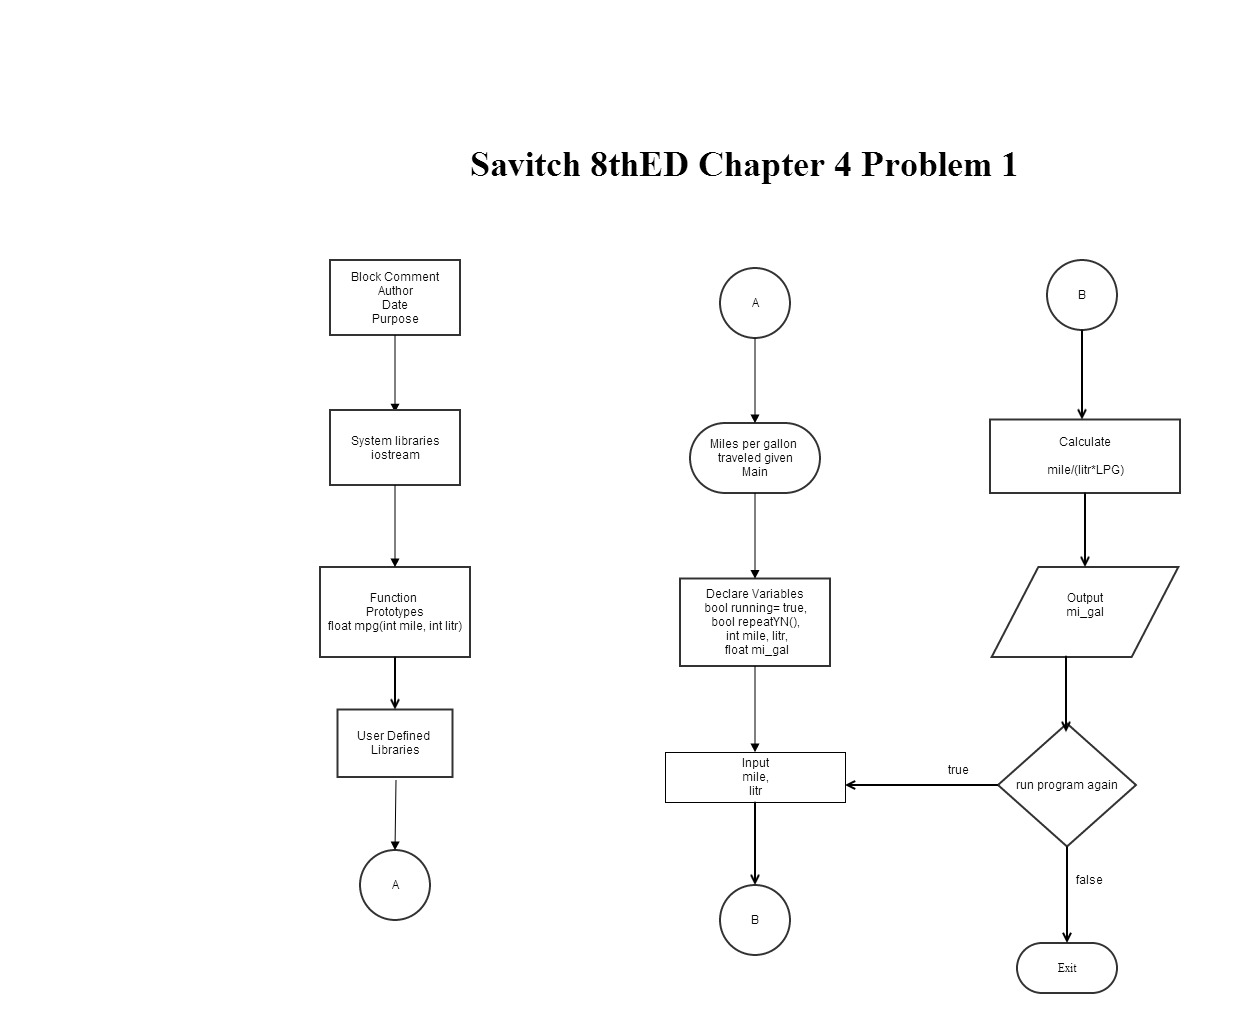 Savitch 8thED Chapter 4 Problem 1
Block Comment
Author
Date
Purpose
System libraries
iostream
Function
Prototypes
float mpg(int mile, int litr)
User Defined
Libraries
A
A
Miles per gallon
traveled given
Main
Declare Variables
bool running= true,
bool repeatYN(),
int mile, litr,
float mi_gal
Input
mile,
litr
B
B
Calculate
mile/(litr*LPG)
Output
mi_gal
run program again
true
false
Exit